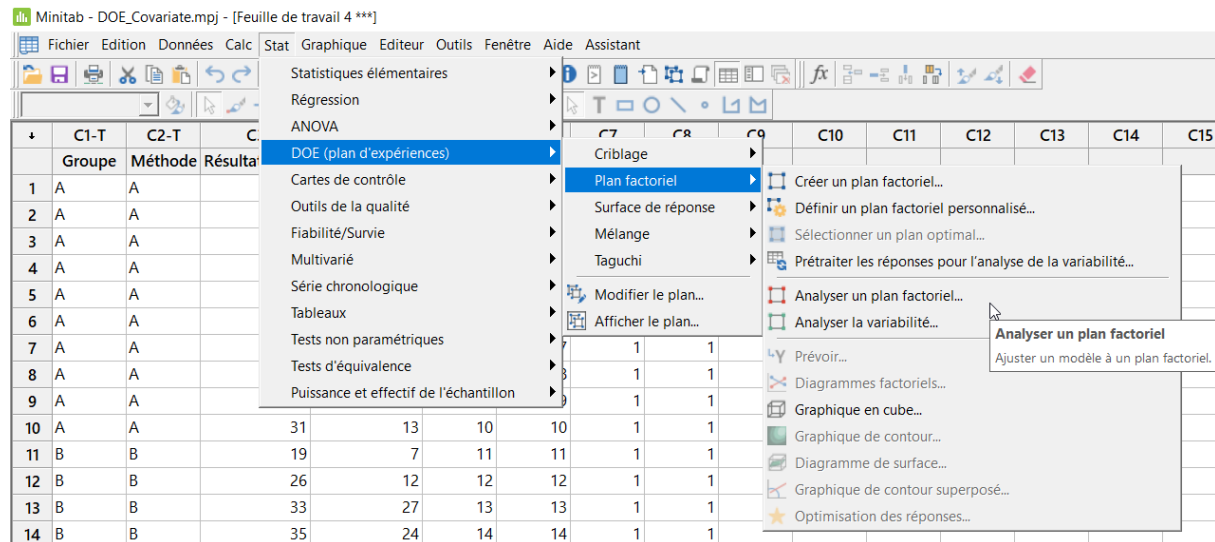 Minitab - DOE_Covariate.mpj - [Feuille de travail 4 ***]
Fichier Edition Données Calc Stat Graphique Editeur Outils Fenêtre Aide Assistant
Statistiques élémentaires
Régression
ANOVA
DOE (plan d'expériences)
Cartes de contrôle
Outils de la qualité
Fiabilité/Survie
Multivarié
Série chronologique
Tableaux
Tests non paramétriques
Tests d'équivalence
Puissance et effectif de l'échantillon
Criblage
Plan factoriel
Surface de réponse
Mélange
Taguchi
Modifier le plan...
Afficher le plan...
Créer un plan factoriel...
Définir un plan factoriel personnalisé...
Sélectionner un plan optimal...
Prétraiter les réponses pour l'analyse de la variabilité...
Analyser un plan factoriel...
Analyser la variabilité...
Prévoir...
Diagrammes factoriels...
Graphique en cube...
Graphique de contour...
Diagramme de surface...
Graphique de contour superposé...
Optimisation des réponses...
Analyser un plan factoriel
Ajuster un modèle à un plan factoriel.
C1-T C2-T C7 C8 C9 C10 C11 C12 C13 C14 C15
Groupe Méthode
1 A A
2 A A
3 A A
4 A A
5 A A
6 A A
7 A A 1 1
8 A A 1 1
9 A A 1 1
10 A A 31 13 10 10 1 1
11 B B 19 7 11 11 1 1
12 B B 26 12 12 12 1 1
13 B B 33 27 13 13 1 1
14 B B 35 24 14 14 1 1